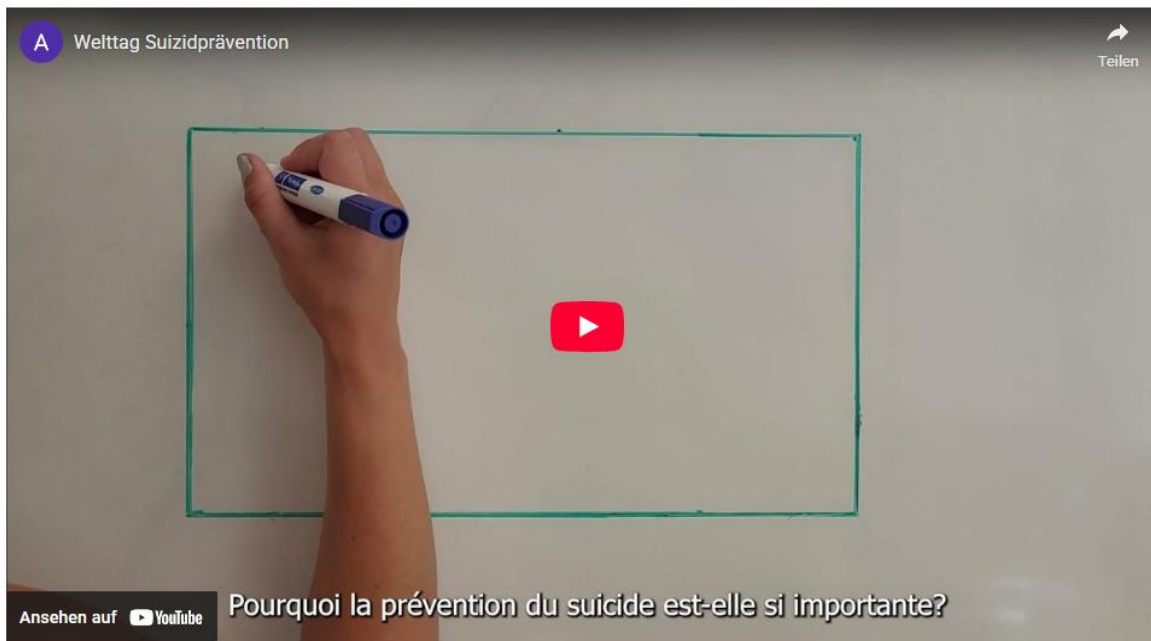 A
Welttag Suizidprävention
Teilen
Ansehen auf YouTube
Pourquoi la prévention du suicide est-elle si importante?